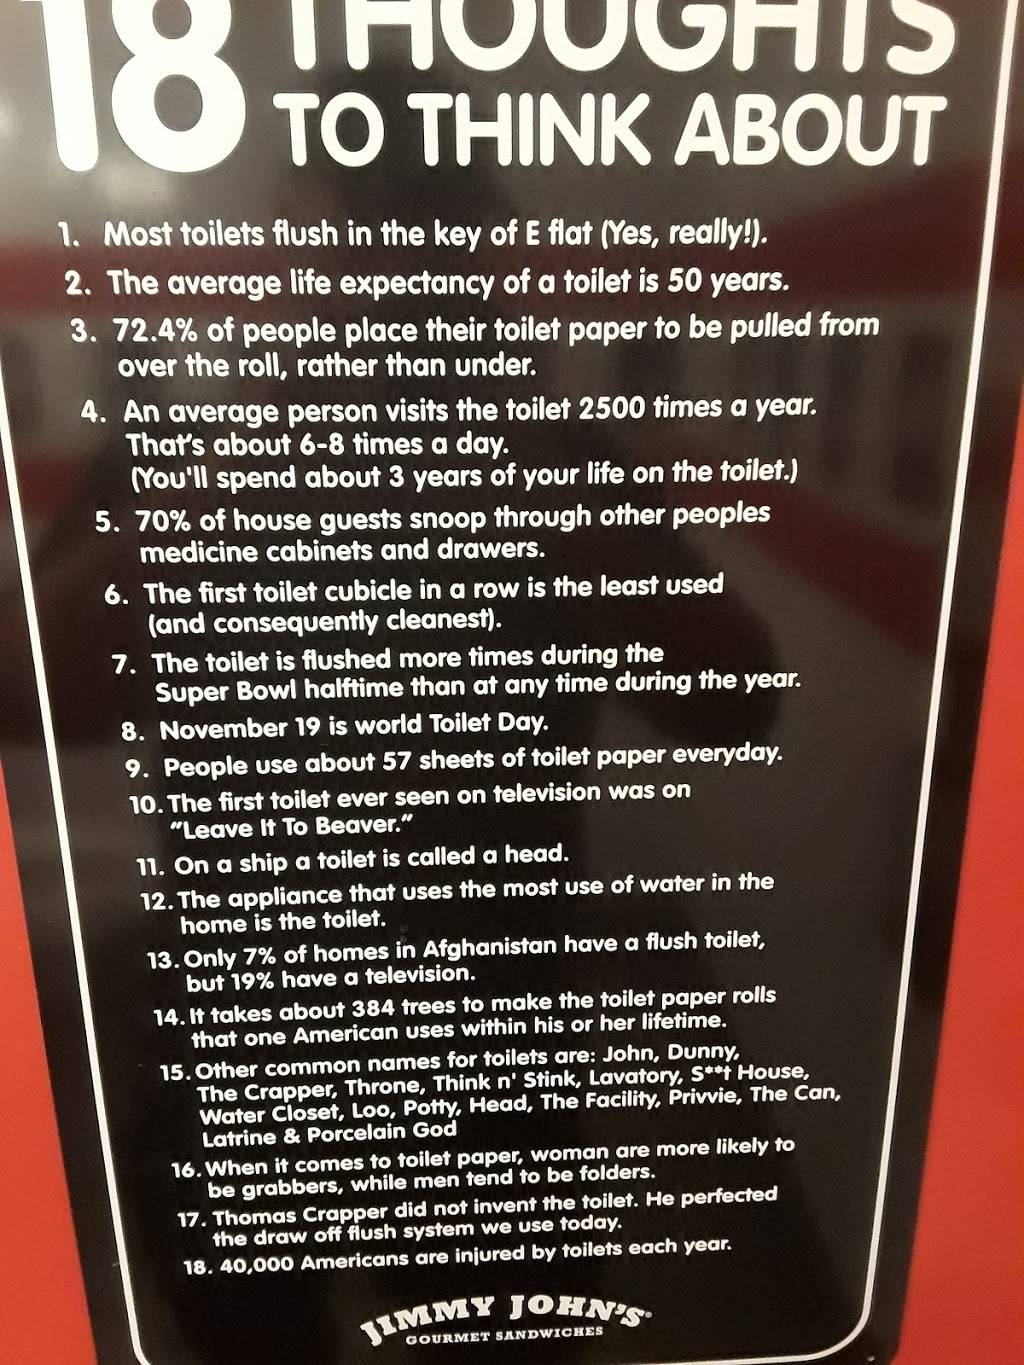 18 THOUGHTS
TO THINK ABOUT
1. Most toilets flush in the key of E flat (Yes, really!).
2. The average life expectancy of a toilet is 50 years.
3. 72.4% of people place their toilet paper to be pulled from
over the roll, rather than under.
4. An average person visits the toilet 2500 times a year.
That's about 6-8 times a day.
(You'll spend about 3 years of your life on the toilet.)
5. 70% of house guests snoop through other peoples
medicine cabinets and drawers.
6. The first toilet cubicle in a row is the least used
(and consequently cleanest).
7. The toilet is flushed more times during the
Super Bowl halftime than at any time during the year.
8. November 19 is world Toilet Day.
9. People use about 57 sheets of toilet paper everyday.
10. The first toilet ever seen on television was on
"Leave It To Beaver."
11. On a ship a toilet is called a head.
12. The appliance that uses the most use of water in the
home is the toilet.
13. Only 7% of homes in Afghanistan have a flush toilet,
but 19% have a television.
14. It takes about 384 trees to make the toilet paper rolls
that one American uses within his or her lifetime.
15. Other common names for toilets are: John, Dunny,
The Crapper, Throne, Think n' Stink, Lavatory, S**t House,
Water Closet, Loo, Potty, Head, The Facility, Privvie, The Can,
Latrine & Porcelain God
16. When it comes to toilet paper, woman are more likely to
be grabbers, while men tend to be folders.
17. Thomas Crapper did not invent the toilet. He perfected
the draw off flush system we use today.
18. 40,000 Americans are injured by toilets each year.
JIMMY JOHN'S®
GOURMET SANDWICHES